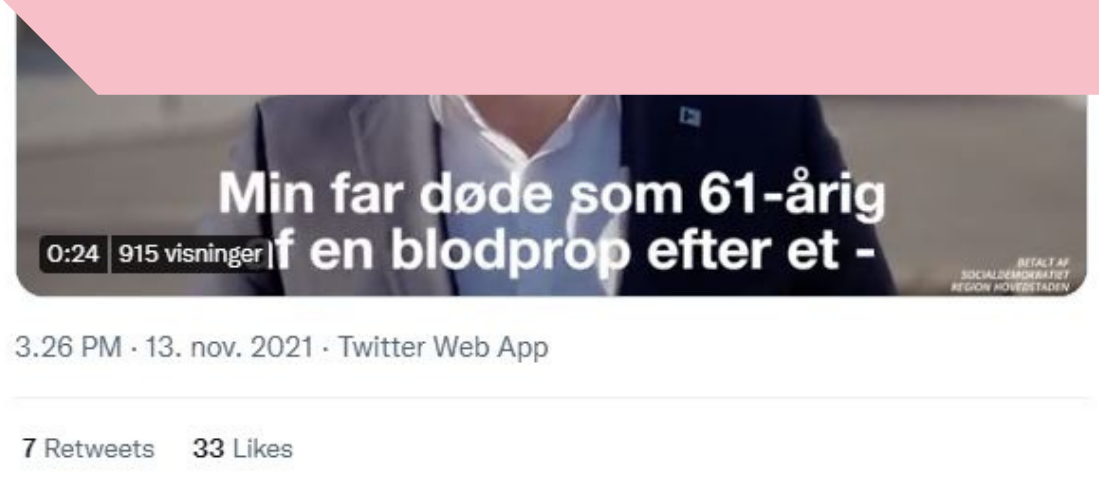 Min far døde som 61-årig
f en blodprop efter et -
0:24 915 visninger
BETALT AF
SOCIALDEMOKRATIET
REGION HOVEDSTADEN
3.26 PM · 13. nov. 2021 · Twitter Web App
7 Retweets 33 Likes